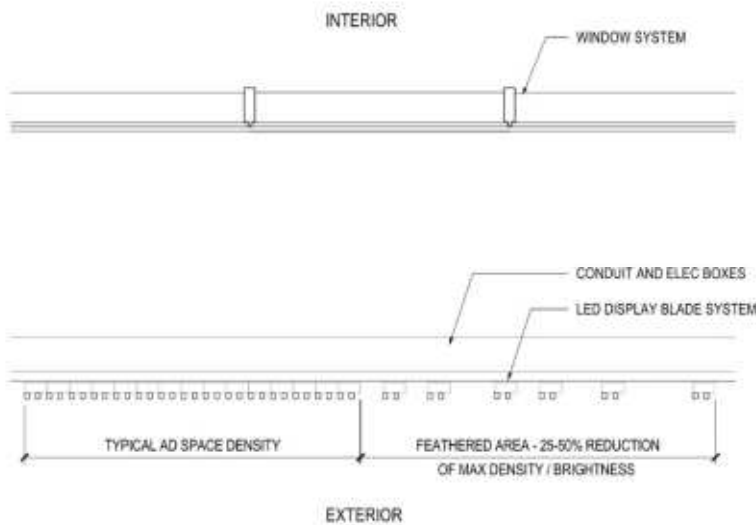 INTERIOR
WINDOW SYSTEM
CONDUIT AND ELEC BOXES
LED DISPLAY BLADE SYSTEM
TYPICAL AD SPACE DENSITY
FEATHERED AREA - 25-50% REDUCTION
OF MAX DENSITY / BRIGHTNESS
EXTERIOR